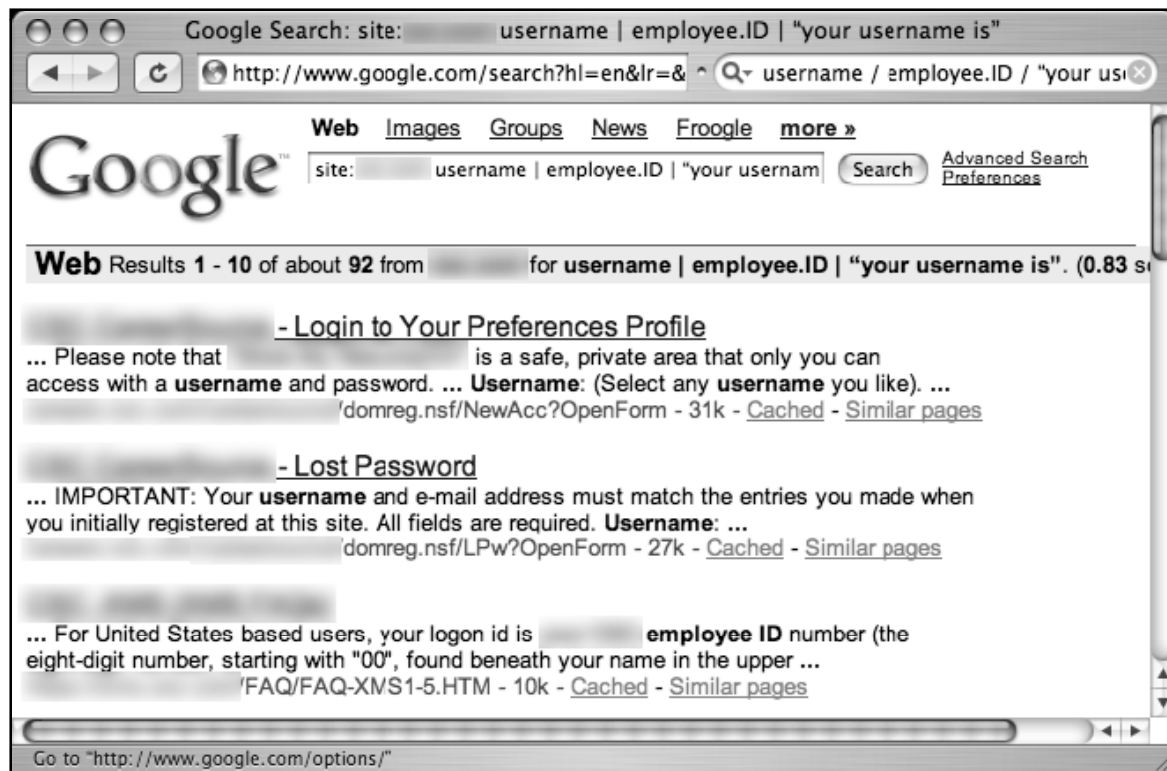 Google Search: site: username | employee.ID | “your username is”
http://www.google.com/search?hl=en&lr=& username / employee.ID / “your us
Web Images Groups News Froogle more »
Google™
site: username | employee.ID | “your usernam Search Advanced Search
Preferences
Web Results 1 - 10 of about 92 from for username | employee.ID | “your username is”. (0.83 s
- Login to Your Preferences Profile
... Please note that is a safe, private area that only you can
access with a username and password. ... Username: (Select any username you like). ...
/domreg.nsf/NewAcc?OpenForm - 31k - Cached - Similar pages
- Lost Password
... IMPORTANT: Your username and e-mail address must match the entries you made when
you initially registered at this site. All fields are required. Username: ...
/domreg.nsf/LPw?OpenForm - 27k - Cached - Similar pages
... For United States based users, your logon id is employee ID number (the
eight-digit number, starting with "00", found beneath your name in the upper ...
/FAQ/FAQ-XMS1-5.HTM - 10k - Cached - Similar pages
Go to "http://www.google.com/options/"